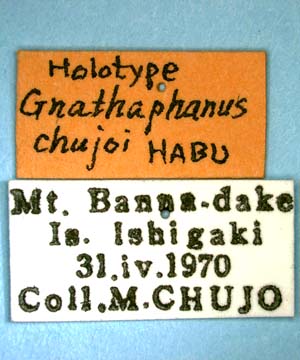 Holotype
Gnathaphanus
chujoi HABU
Mt. Banna-dake
Is. Ishigaki
31.iv.1970
Coll.M.CHUJO